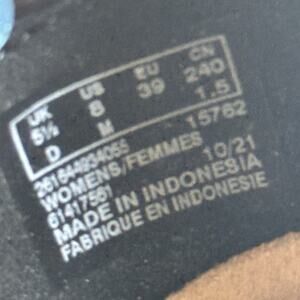 UK US EU CN
5½ 8 39 240
D M 1.5
15762
261644934055
WOMENS/FEMMES 10/21
61417561
MADE IN INDONESIA
FABRIQUE EN INDONESIE